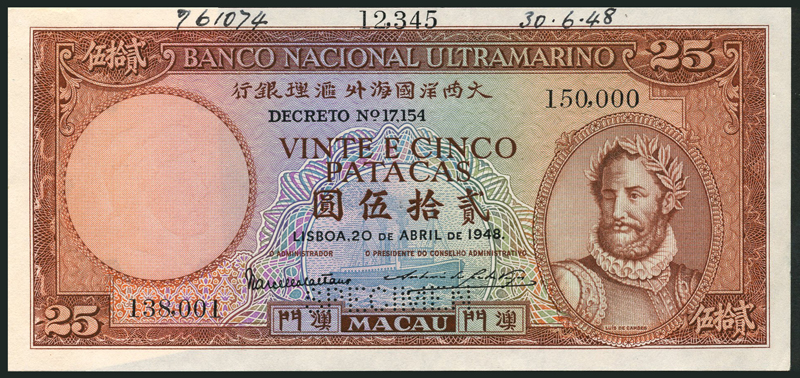 761074 12,345 30.6.48
伍拾貳 BANCO NACIONAL ULTRAMARINO 25
行銀理滙外海國洋西大
DECRETO Nº 17,154 150,000
VINTE E CINCO
PATACAS
圓伍拾貳
LISBOA, 20 DE ABRIL DE 1948.
O ADMINISTRADOR O PRESIDENTE DO CONSELHO ADMINISTRATIVO
138,001
LUIS DE CAMÕES
25 門澳 MACAU 門澳 伍拾貳